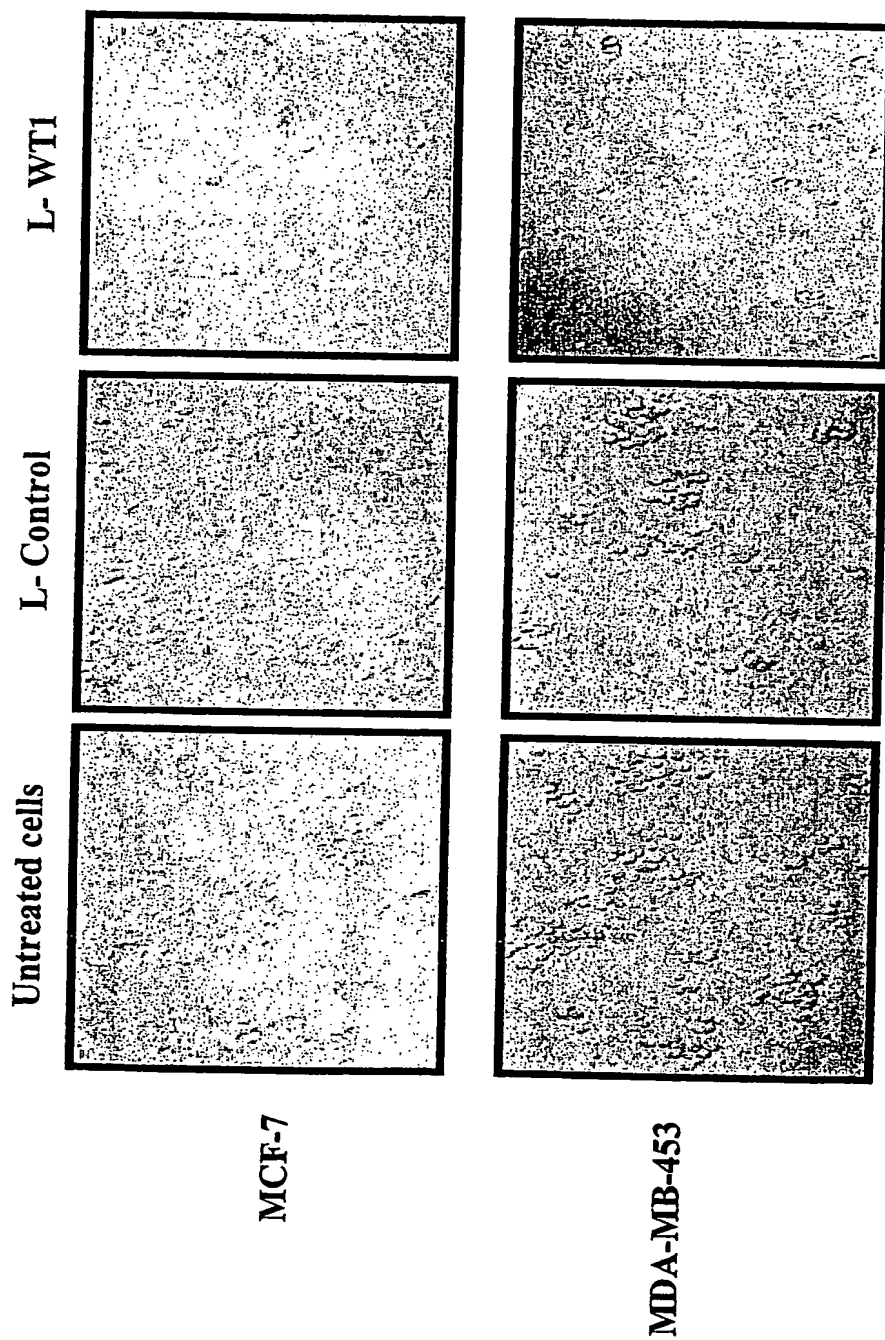 Untreated cells
L- Control
L- WT1
MCF-7
MDA-MB-453